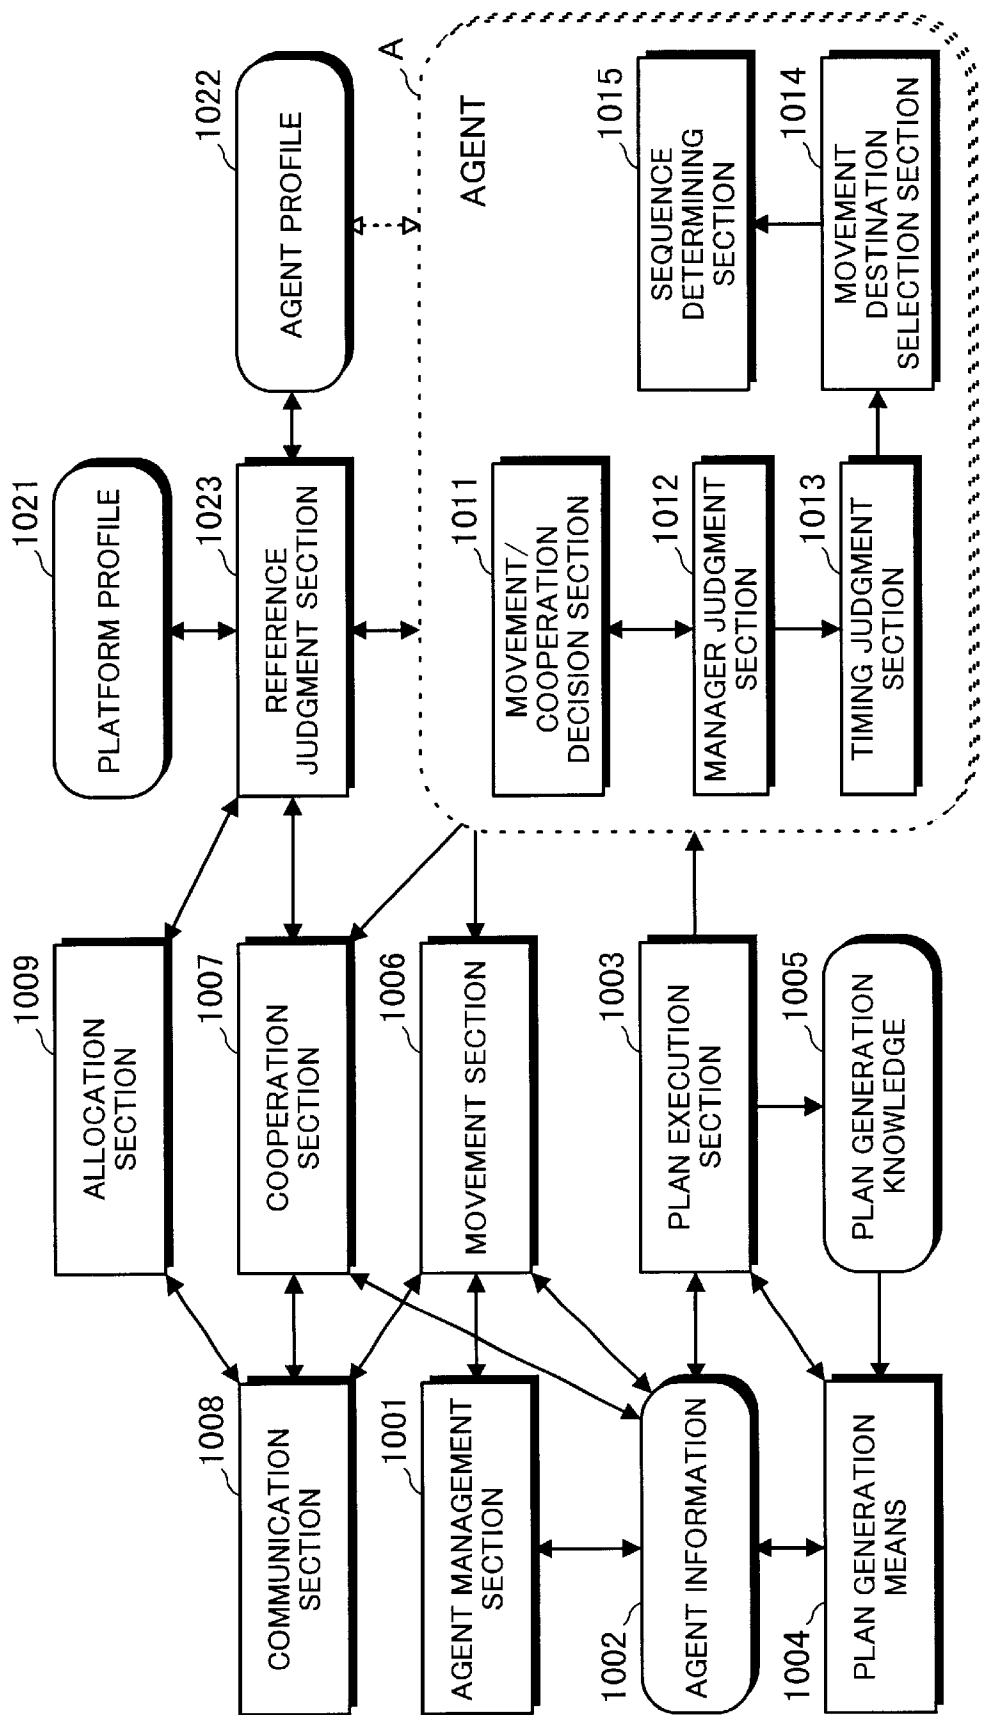 1008
COMMUNICATION
SECTION
1001
AGENT MANAGEMENT
SECTION
1002
AGENT INFORMATION
1004
PLAN GENERATION
MEANS
1009
ALLOCATION
SECTION
1007
COOPERATION
SECTION
1006
MOVEMENT SECTION
1003
PLAN EXECUTION
SECTION
1005
PLAN GENERATION
KNOWLEDGE
1021
PLATFORM PROFILE
1023
REFERENCE
JUDGMENT SECTION
1022
AGENT PROFILE
A
AGENT
1011
MOVEMENT/
COOPERATION
DECISION SECTION
1012
MANAGER JUDGMENT
SECTION
1013
TIMING JUDGMENT
SECTION
1015
SEQUENCE
DETERMINING
SECTION
1014
MOVEMENT
DESTINATION
SELECTION SECTION